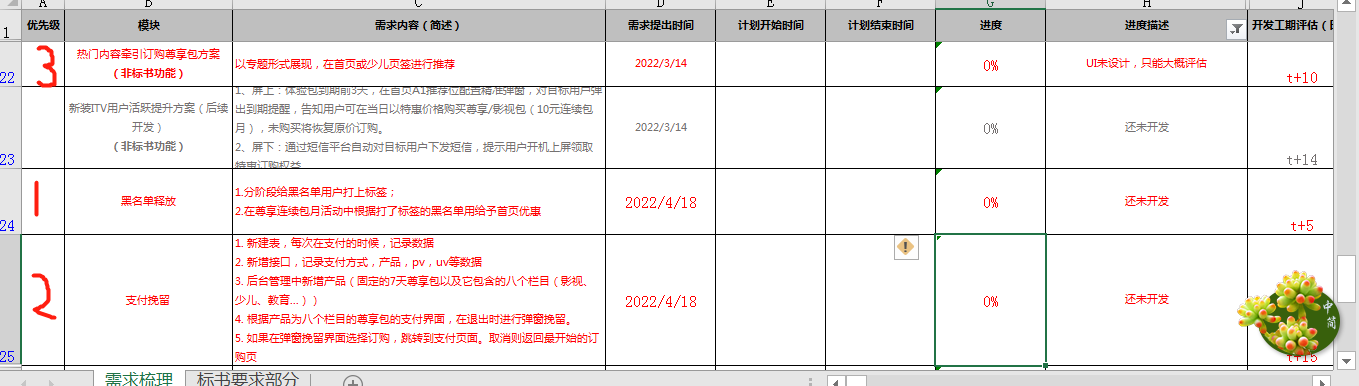 A B C D E F G H J
1 优先级 模块 需求内容（简述） 需求提出时间 计划开始时间 计划结束时间 进度 进度描述 开发工期评估（
22 3
热门内容牵引订购尊享包方案
（非标书功能）
以专题形式展现，在首页或少儿页签进行推荐
2022/3/14
0%
UI未设计，只能大概评估
t+10
23
新装ITV用户活跃提升方案（后续
开发）
（非标书功能）
1、屏上：体验包到期前3天，在首页A1推荐位配置精准弹窗，对目标用户弹
出到期提醒，告知用户可在当日以特惠价格购买尊享/影视包（10元连续包
月），未购买将恢复原价订购。
2、屏下：通过短信平台自动对目标用户下发短信，提示用户开机上屏领取
特惠订购权益
2022/3/14
0%
还未开发
t+14
24 1
黑名单释放
1.分阶段给黑名单用户打上标签；
2.在尊享连续包月活动中根据打了标签的黑名单用给予首页优惠
2022/4/18
0%
还未开发
t+5
25 2
支付挽留
1. 新建表，每次在支付的时候，记录数据
2. 新增接口，记录支付方式，产品，pv，uv等数据
3. 后台管理中新增产品（固定的7天尊享包以及它包含的八个栏目（影视、
少儿、教育...））
4. 根据产品为八个栏目的尊享包的支付界面，在退出时进行弹窗挽留。
5. 如果在弹窗挽留界面选择订购，跳转到支付页面。取消则返回最开始的订
购页
2022/4/18
0%
还未开发
t+15
中
简
需求梳理 标书要求部分